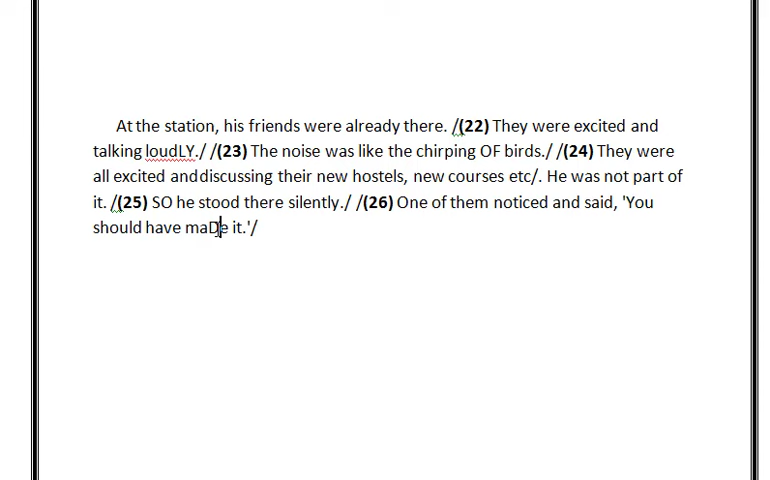 At the station, his friends were already there. /(22) They were excited and
talking loudLY./ /(23) The noise was like the chirping OF birds./ /(24) They were
all excited anddiscussing their new hostels, new courses etc/. He was not part of
it. /(25) SO he stood there silently./ /(26) One of them noticed and said, 'You
should have maDe it.'/